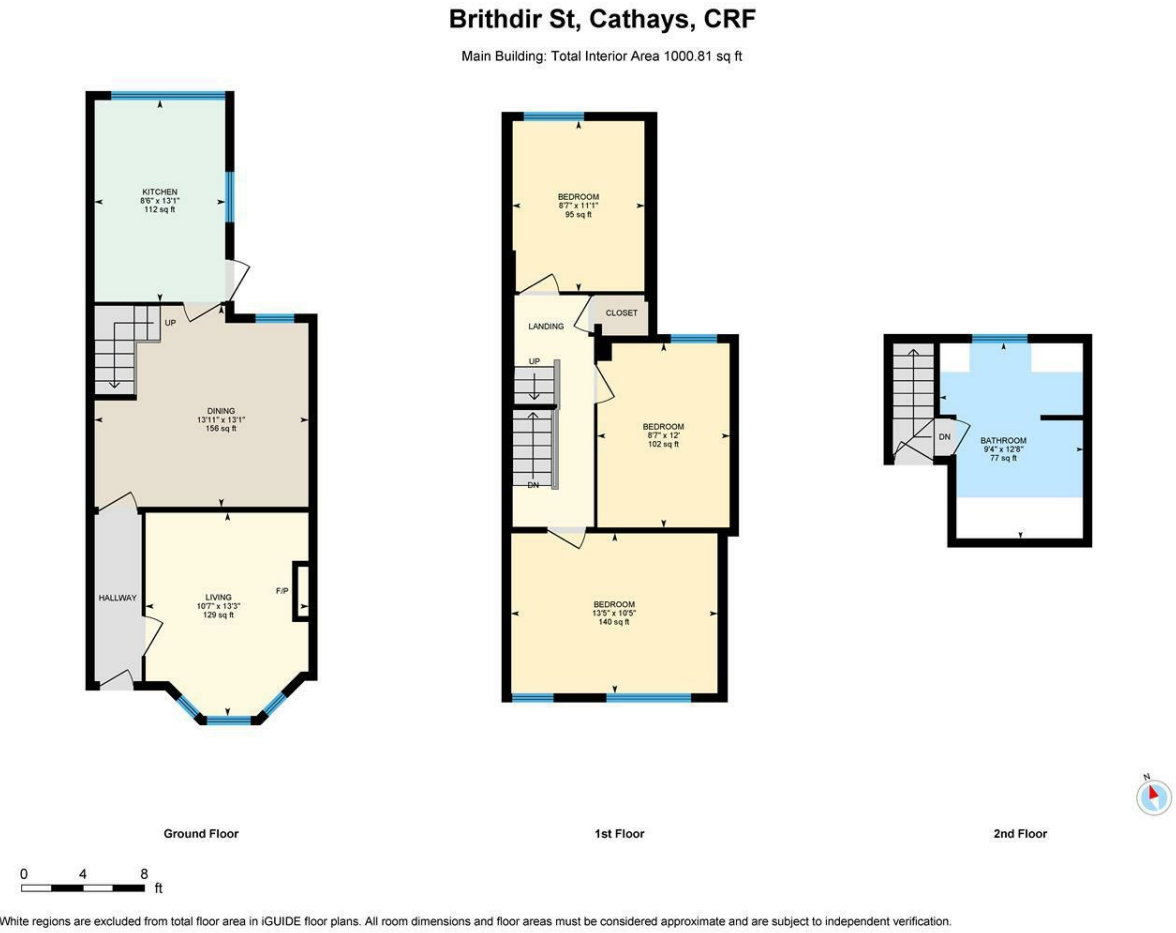 Brithdir St, Cathays, CRF
Main Building: Total Interior Area 1000.81 sq ft
KITCHEN
8'6" x 13'1"
112 sq ft
UP
DINING
13'11" x 13'1"
156 sq ft
HALLWAY
LIVING
10'7" x 13'3"
129 sq ft
F/P
BEDROOM
8'7" x 11'1"
95 sq ft
LANDING
CLOSET
UP
BEDROOM
8'7" x 12'
102 sq ft
DN
BEDROOM
13'5" x 10'5"
140 sq ft
DN
BATHROOM
9'4" x 12'8"
77 sq ft
N
Ground Floor
1st Floor
2nd Floor
0 4 8
ft
White regions are excluded from total floor area in iGUIDE floor plans. All room dimensions and floor areas must be considered approximate and are subject to independent verification.